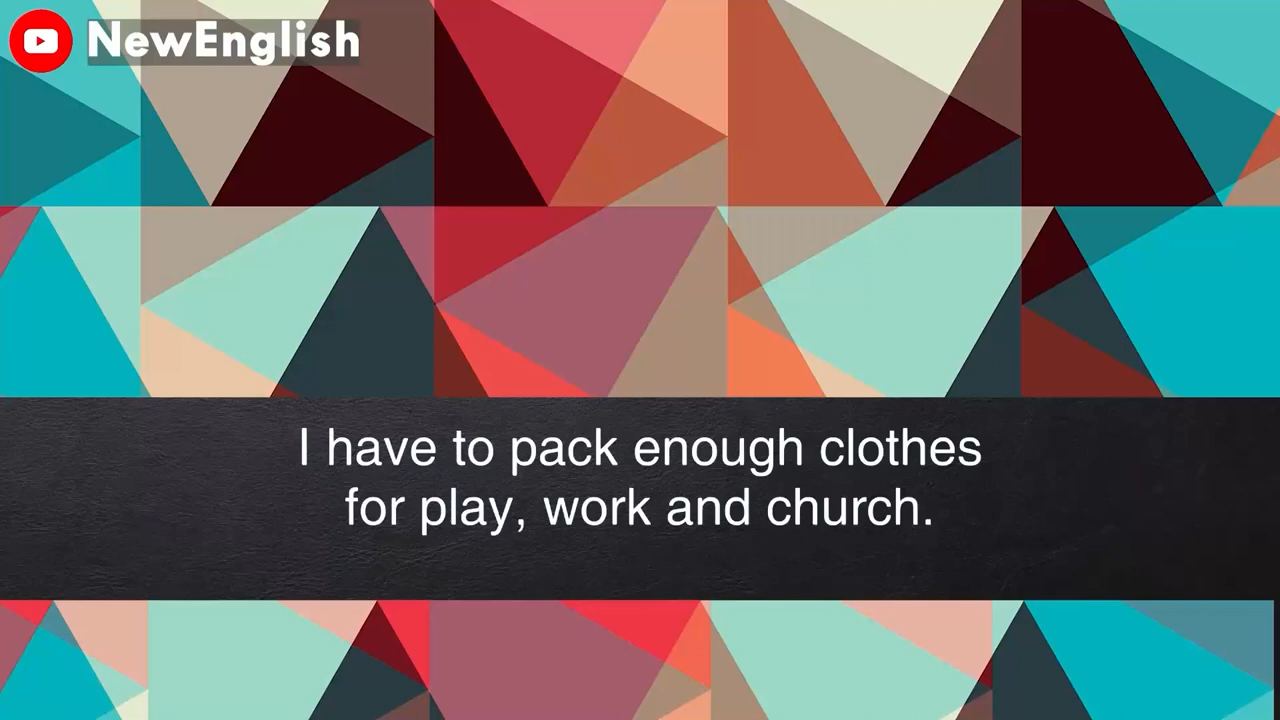 NewEnglish
I have to pack enough clothes
for play, work and church.